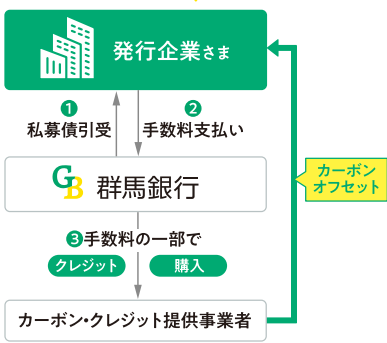 発行企業さま
❶
私募債引受
❷
手数料支払い
カーボン
オフセット
GB 群馬銀行
❸手数料の一部で
クレジット 購入
カーボン・クレジット提供事業者